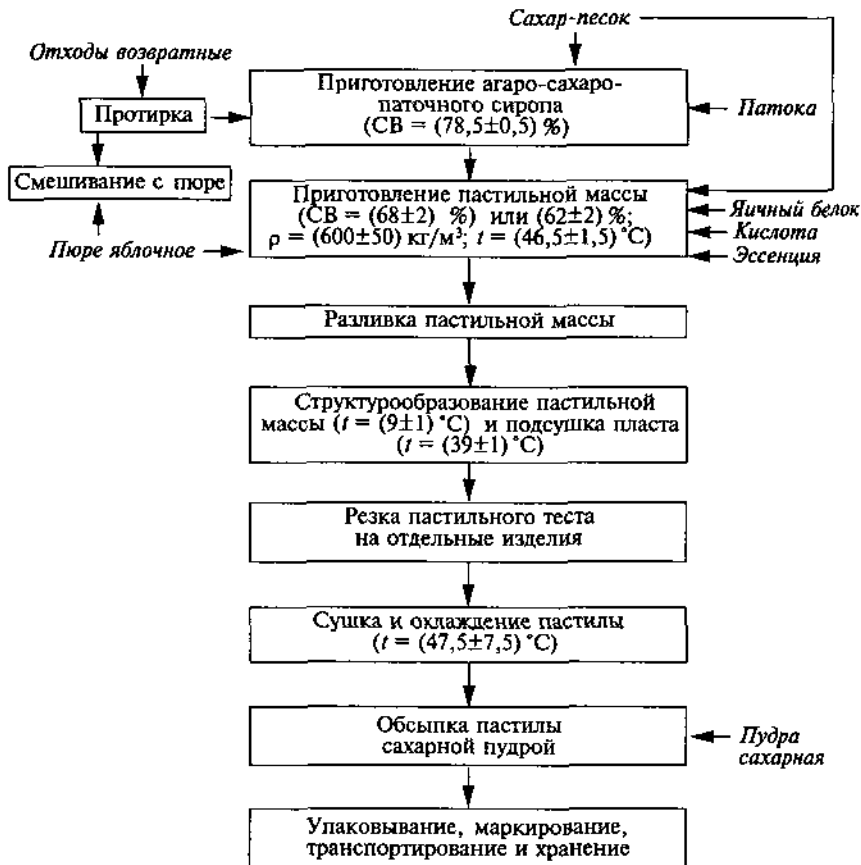 Сахар-песок
Отходы возвратные
Приготовление агаро-сахаро-
паточного сиропа
(СВ = (78,5±0,5) %)
Протирка
Патока
Смешивание с пюре
Приготовление пастильной массы
(СВ = (68±2) %) или (62±2) %;
ρ = (600±50) кг/м³; t = (46,5±1,5) °С)
Яичный белок
Кислота
Эссенция
Пюре яблочное
Разливка пастильной массы
Структурообразование пастильной
массы (t = (9±1) °С) и подсушка пласта
(t = (39±1) °С)
Резка пастильного теста
на отдельные изделия
Сушка и охлаждение пастилы
(t = (47,5±7,5) °С)
Обсыпка пастилы
сахарной пудрой
Пудра
сахарная
Упаковывание, маркирование,
транспортирование и хранение